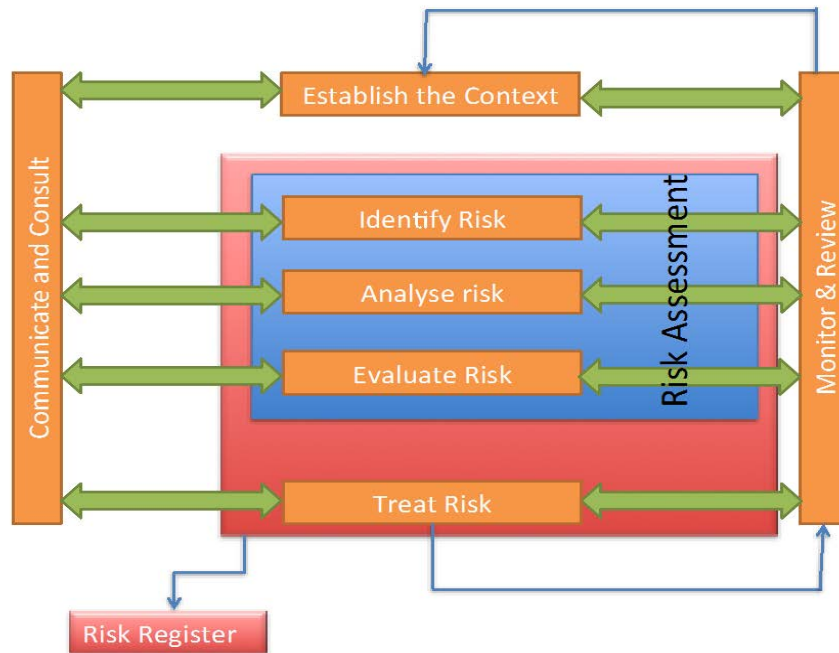 Establish the Context
Communicate and Consult
Identify Risk
Analyse risk
Evaluate Risk
Risk Assessment
Monitor & Review
Treat Risk
Risk Register